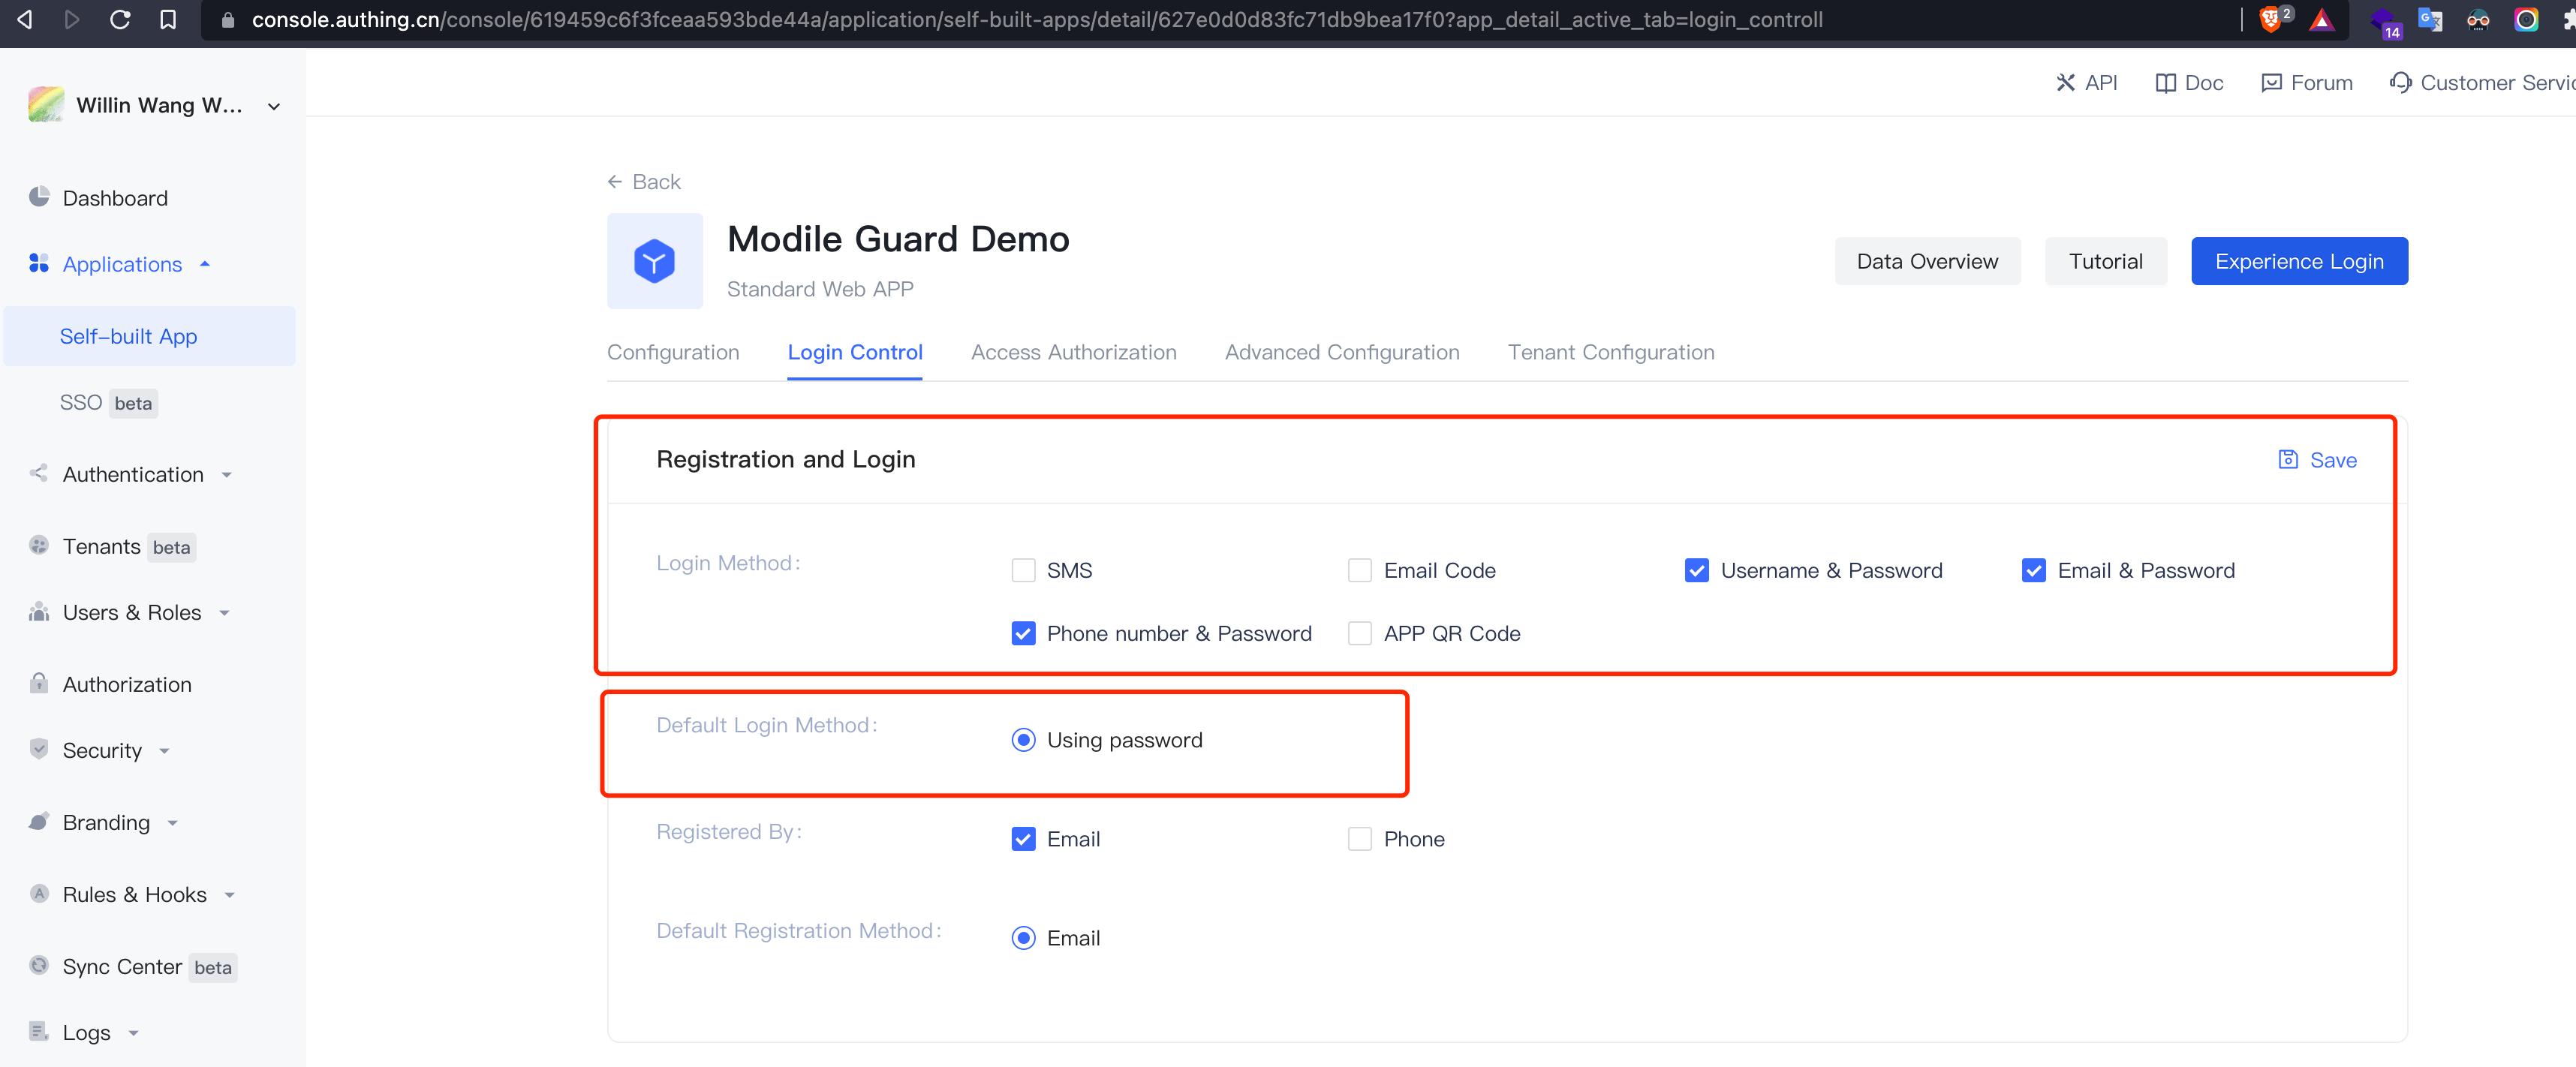 console.authing.cn/console/619459c6f3fceaa593bde44a/application/self-built-apps/detail/627e0d0d83fc71db9bea17f0?app_detail_active_tab=login_controll
2
14
Willin Wang W...
API
Doc
Forum
Customer Servic
Dashboard
Applications
Self-built App
SSO beta
Authentication
Tenants beta
Users & Roles
Authorization
Security
Branding
Rules & Hooks
Sync Center beta
Logs
← Back
Modile Guard Demo
Standard Web APP
Data Overview
Tutorial
Experience Login
Configuration
Login Control
Access Authorization
Advanced Configuration
Tenant Configuration
Registration and Login
Save
Login Method:
SMS
Email Code
Username & Password
Email & Password
Phone number & Password
APP QR Code
Default Login Method:
Using password
Registered By:
Email
Phone
Default Registration Method:
Email